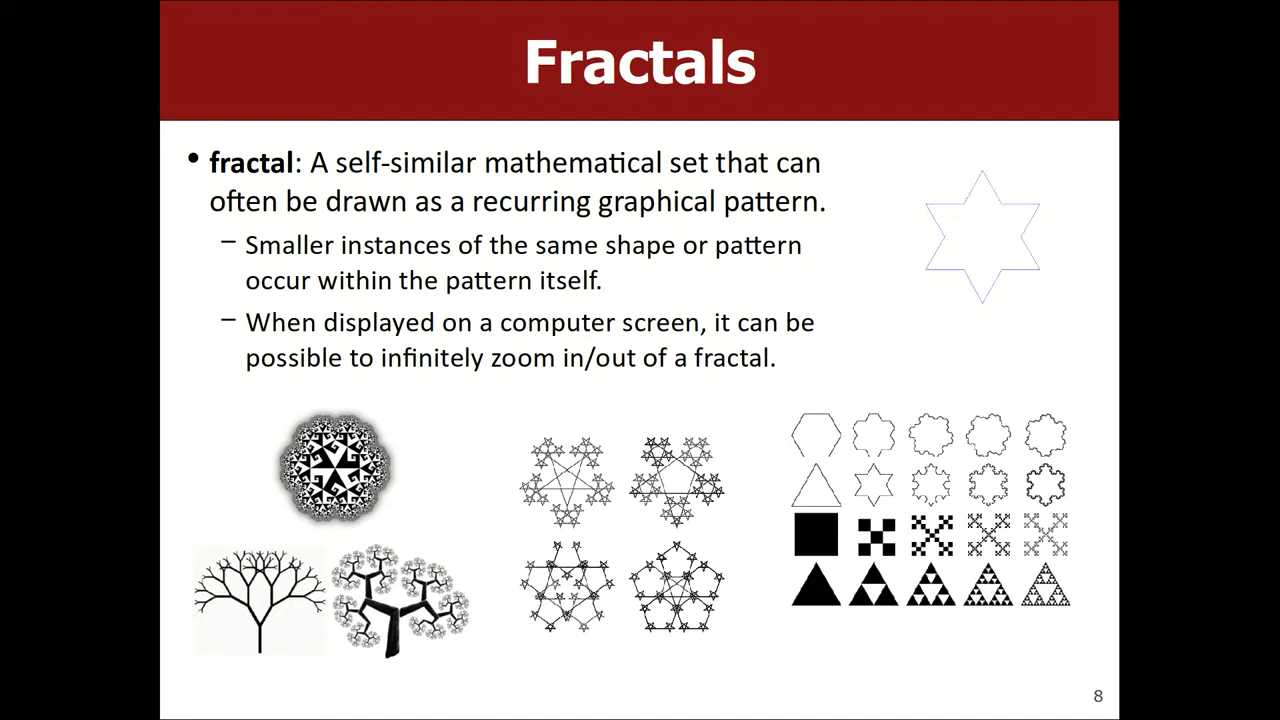 Fractals
• fractal: A self-similar mathematical set that can
often be drawn as a recurring graphical pattern.
– Smaller instances of the same shape or pattern
occur within the pattern itself.
– When displayed on a computer screen, it can be
possible to infinitely zoom in/out of a fractal.
8